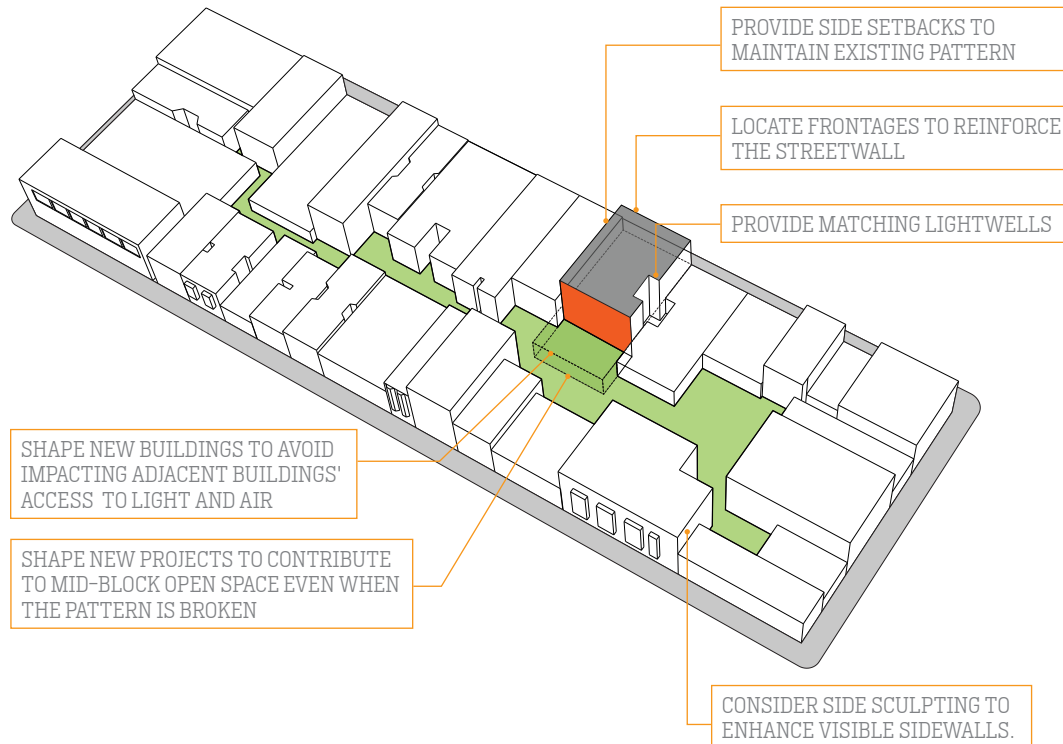 PROVIDE SIDE SETBACKS TO
MAINTAIN EXISTING PATTERN
LOCATE FRONTAGES TO REINFORCE
THE STREETWALL
PROVIDE MATCHING LIGHTWELLS
SHAPE NEW BUILDINGS TO AVOID
IMPACTING ADJACENT BUILDINGS'
ACCESS TO LIGHT AND AIR
SHAPE NEW PROJECTS TO CONTRIBUTE
TO MID-BLOCK OPEN SPACE EVEN WHEN
THE PATTERN IS BROKEN
CONSIDER SIDE SCULPTING TO
ENHANCE VISIBLE SIDEWALLS.